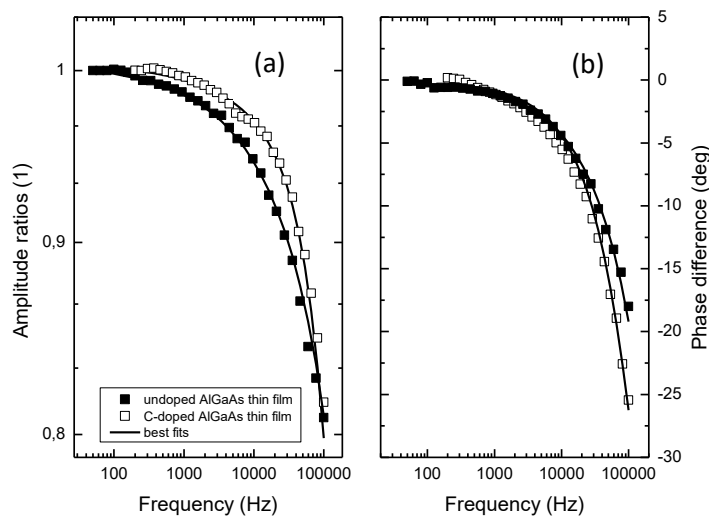 (a)
(b)
1
0,9
0,8
Amplitude ratios (1)
5
0
-5
-10
-15
-20
-25
-30
Phase difference (deg)
undoped AlGaAs thin film
C-doped AlGaAs thin film
best fits
100 1000 10000 100000
100 1000 10000 100000
Frequency (Hz)
Frequency (Hz)